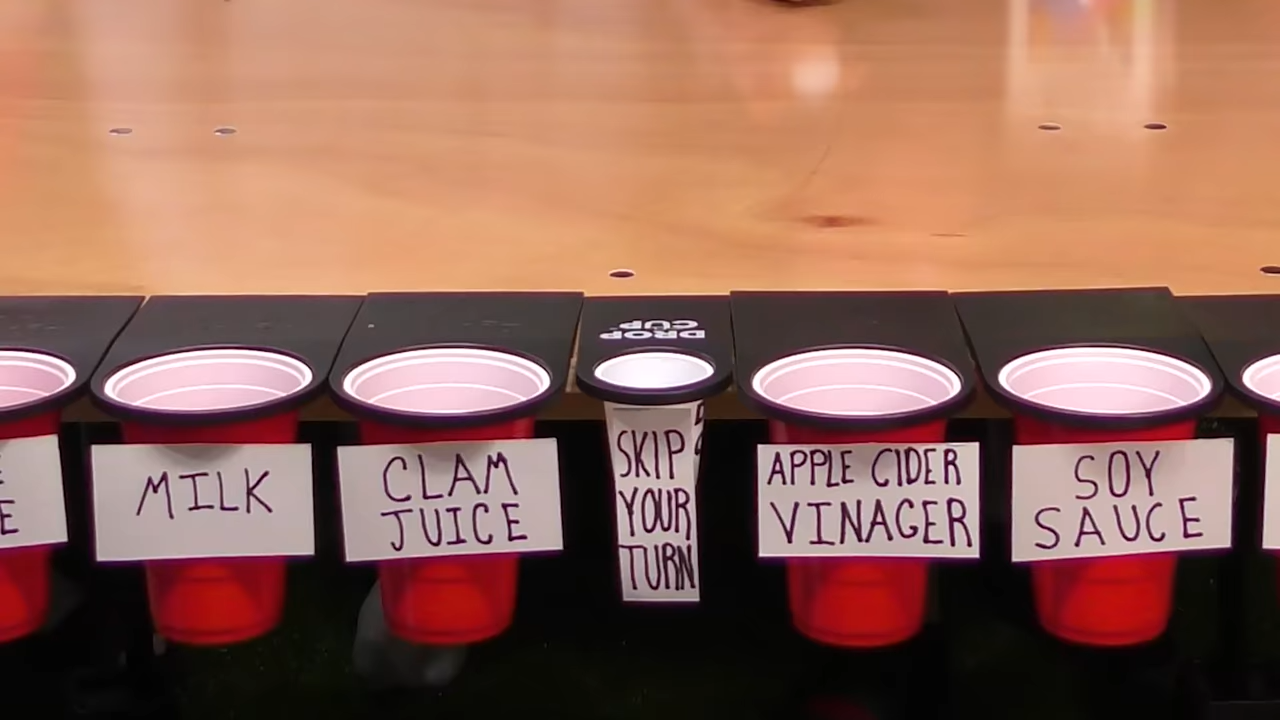 DROP
CUP
MILK
CLAM
JUICE
SKIP
YOUR
TURN
APPLE CIDER
VINAGER
SOY
SAUCE